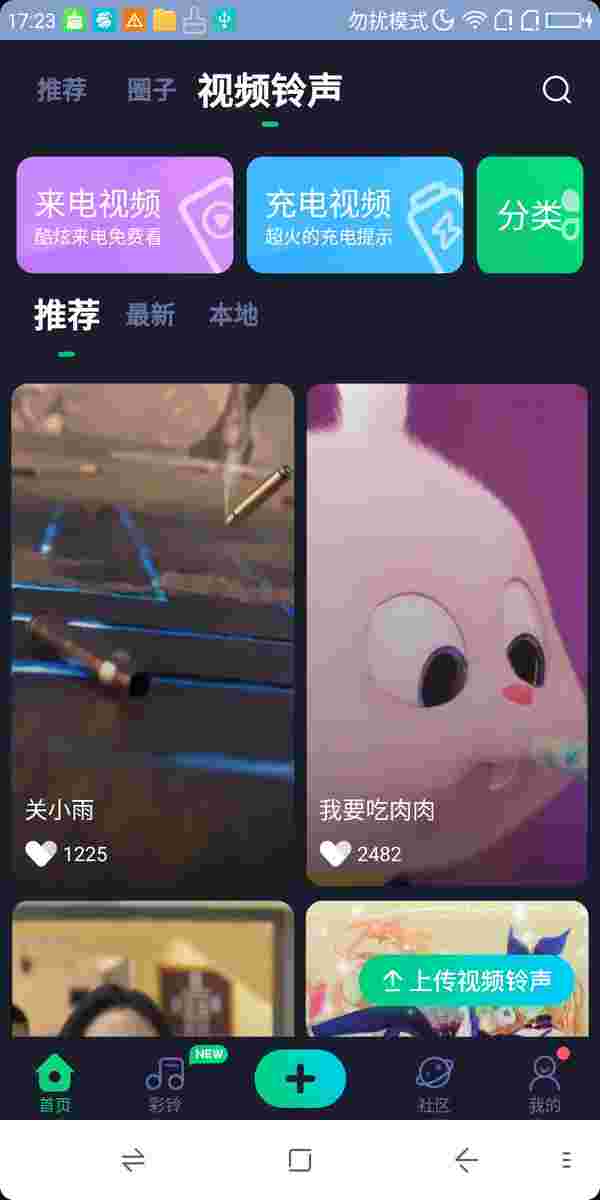 17:23 勿扰模式
推荐 圈子 视频铃声
来电视频 充电视频 分类
酷炫来电免费看 超火的充电提示
推荐 最新 本地
关小雨 我要吃肉肉
1225 2482
上传视频铃声
NEW
首页 彩铃 社区 我的